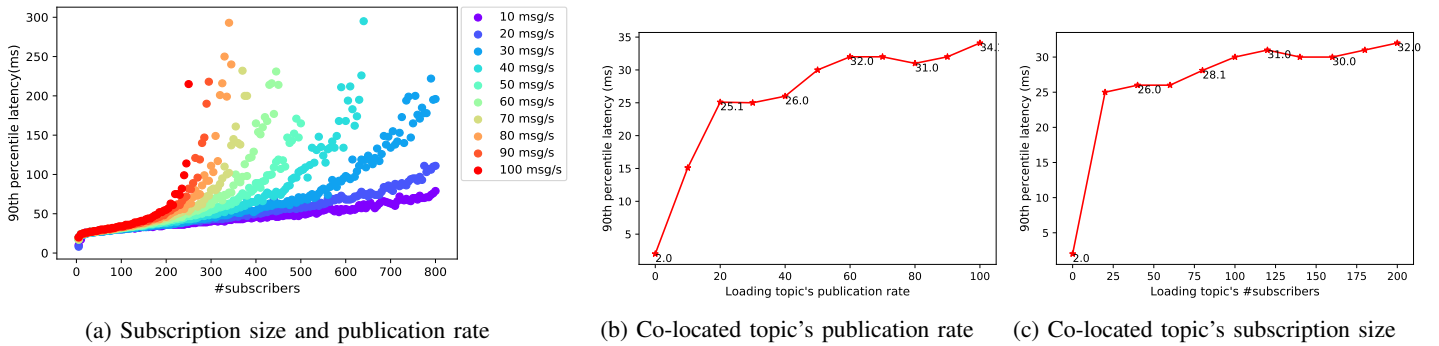 90th percentile latency(ms)
300
250
200
150
100
50
0
0 100 200 300 400 500 600 700 800
#subscribers
10 msg/s
20 msg/s
30 msg/s
40 msg/s
50 msg/s
60 msg/s
70 msg/s
80 msg/s
90 msg/s
100 msg/s
(a) Subscription size and publication rate
90th percentile latency (ms)
35
30
25
20
15
10
5
2.0
25.1
26.0
32.0
31.0
34.
0 20 40 60 80 100
Loading topic's publication rate
(b) Co-located topic's publication rate
90th percentile latency (ms)
30
25
20
15
10
5
2.0
26.0
28.1
31.0
30.0
32.0
0 25 50 75 100 125 150 175 200
Loading topic's #subscribers
(c) Co-located topic's subscription size